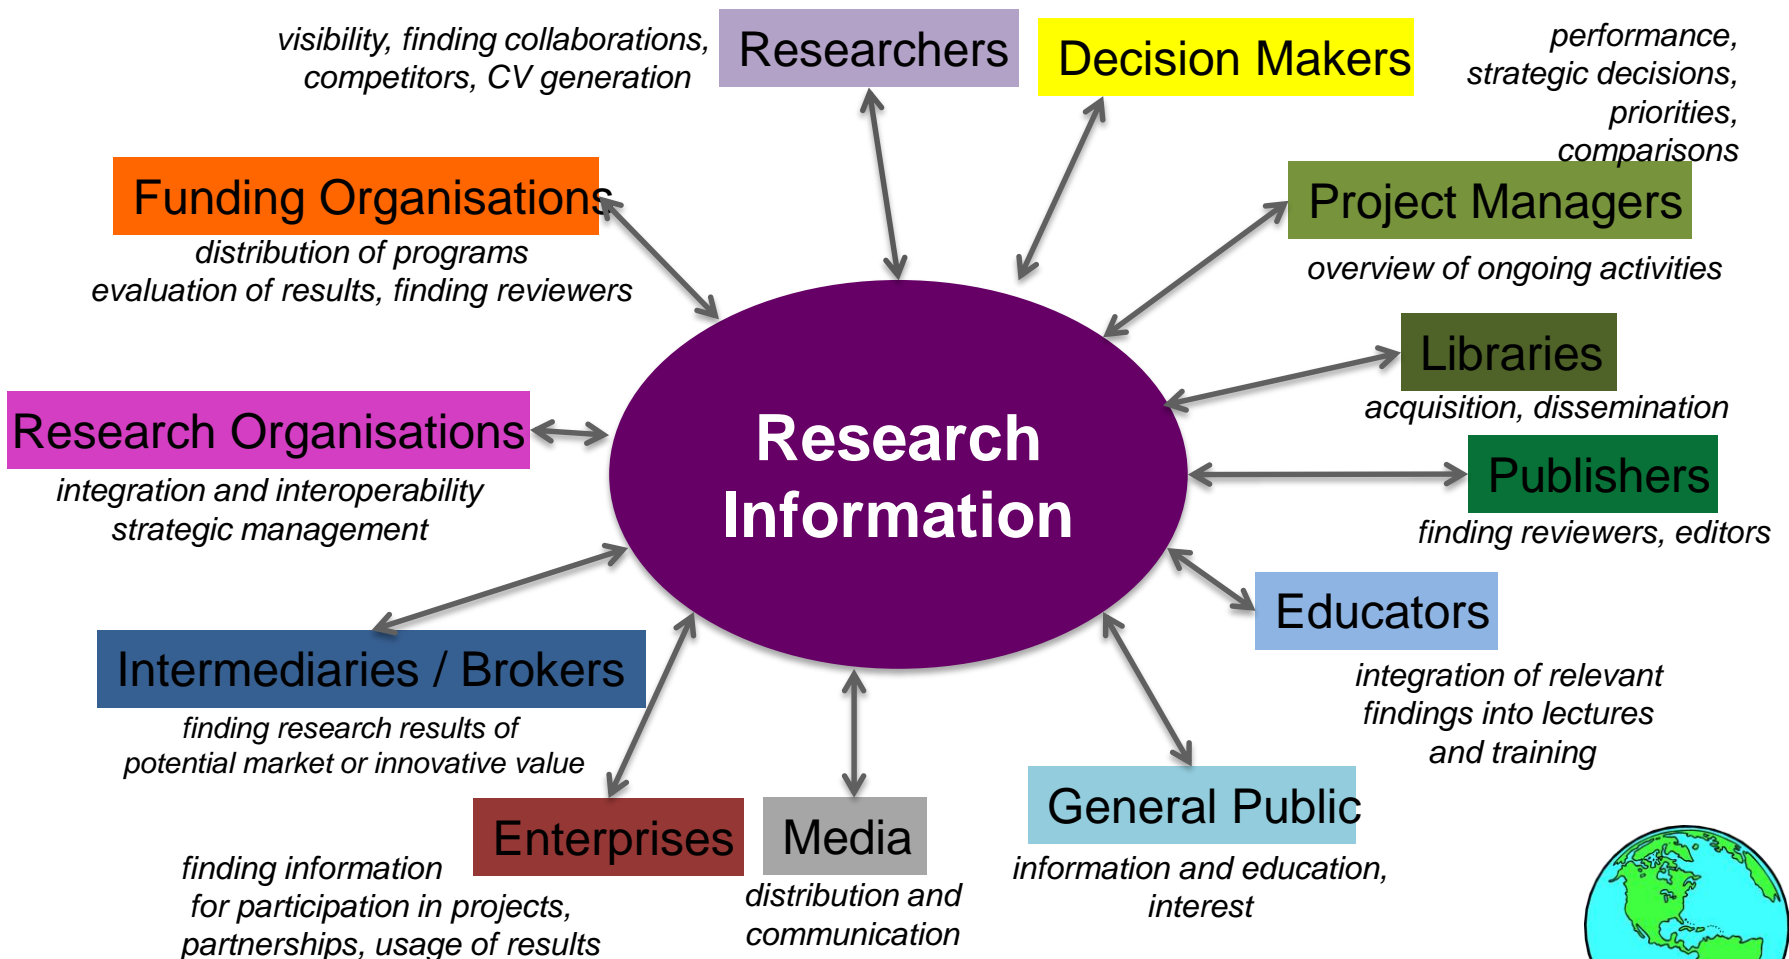 visibility, finding collaborations,
competitors, CV generation
Researchers
Decision Makers
performance,
strategic decisions,
priorities,
comparisons
Funding Organisations
distribution of programs
evaluation of results, finding reviewers
Project Managers
overview of ongoing activities
Libraries
acquisition, dissemination
Research Organisations
integration and interoperability
strategic management
Research
Information
Publishers
finding reviewers, editors
Educators
integration of relevant
findings into lectures
and training
Intermediaries / Brokers
finding research results of
potential market or innovative value
Enterprises
finding information
for participation in projects,
partnerships, usage of results
Media
distribution and
communication
General Public
information and education,
interest